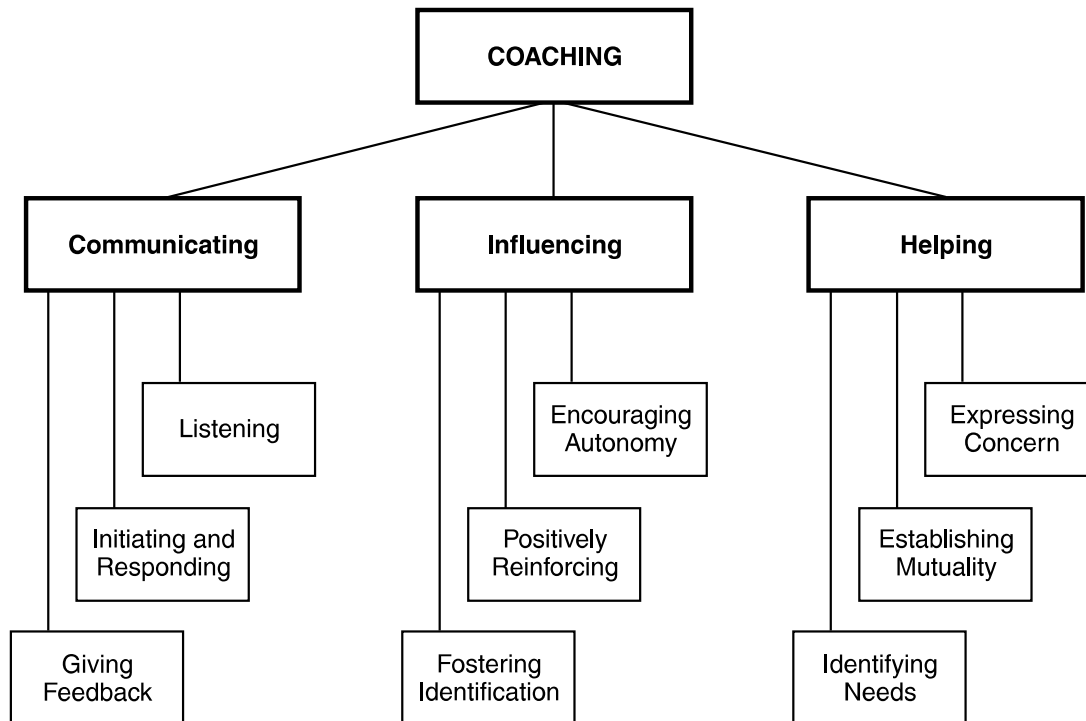 COACHING
Communicating
Influencing
Helping
Listening
Encouraging
Autonomy
Expressing
Concern
Initiating and
Responding
Positively
Reinforcing
Establishing
Mutuality
Giving
Feedback
Fostering
Identification
Identifying
Needs